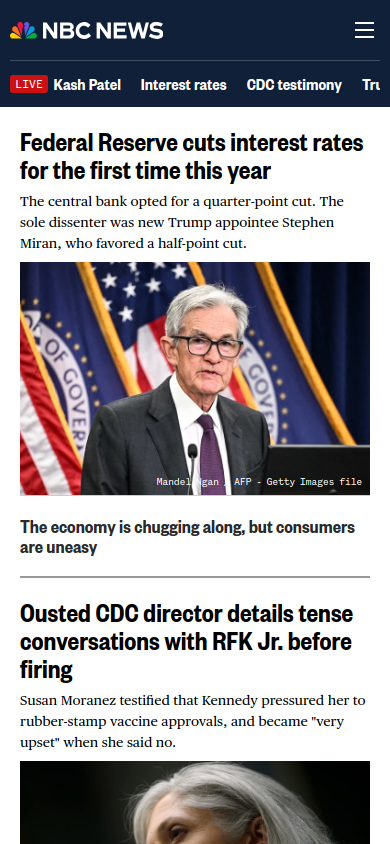 NBC NEWS
LIVE Kash Patel Interest rates CDC testimony Tru
Federal Reserve cuts interest rates
for the first time this year
The central bank opted for a quarter-point cut. The
sole dissenter was new Trump appointee Stephen
Miran, who favored a half-point cut.
Mandel Ngan / AFP - Getty Images file
The economy is chugging along, but consumers
are uneasy
Ousted CDC director details tense
conversations with RFK Jr. before
firing
Susan Moranez testified that Kennedy pressured her to
rubber-stamp vaccine approvals, and became "very
upset" when she said no.